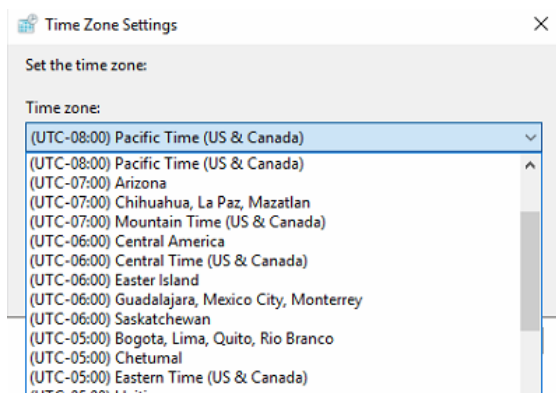 Time Zone Settings
Set the time zone:
Time zone:
(UTC-08:00) Pacific Time (US & Canada)
(UTC-08:00) Pacific Time (US & Canada)
(UTC-07:00) Arizona
(UTC-07:00) Chihuahua, La Paz, Mazatlan
(UTC-07:00) Mountain Time (US & Canada)
(UTC-06:00) Central America
(UTC-06:00) Central Time (US & Canada)
(UTC-06:00) Easter Island
(UTC-06:00) Guadalajara, Mexico City, Monterrey
(UTC-06:00) Saskatchewan
(UTC-05:00) Bogota, Lima, Quito, Rio Branco
(UTC-05:00) Chetumal
(UTC-05:00) Eastern Time (US & Canada)